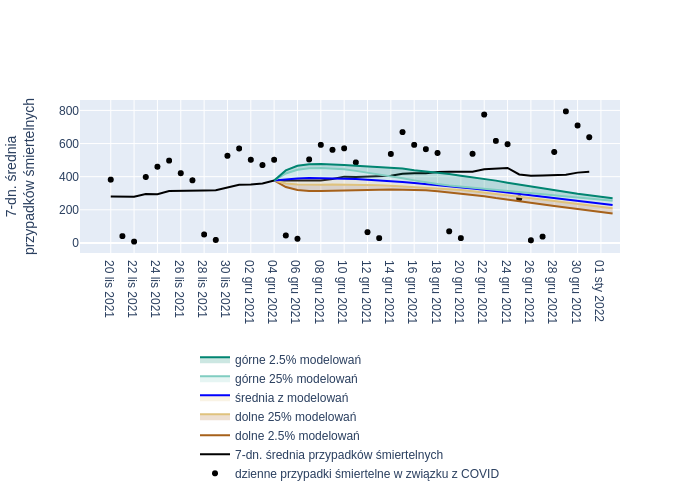 7-dn. średnia
przypadków śmiertelnych
800
600
400
200
0
20 lis 2021
22 lis 2021
24 lis 2021
26 lis 2021
28 lis 2021
30 lis 2021
02 gru 2021
04 gru 2021
06 gru 2021
08 gru 2021
10 gru 2021
12 gru 2021
14 gru 2021
16 gru 2021
18 gru 2021
20 gru 2021
22 gru 2021
24 gru 2021
26 gru 2021
28 gru 2021
30 gru 2021
01 sty 2022
górne 2.5% modelowań
górne 25% modelowań
średnia z modelowań
dolne 25% modelowań
dolne 2.5% modelowań
7-dn. średnia przypadków śmiertelnych
dzienne przypadki śmiertelne w związku z COVID